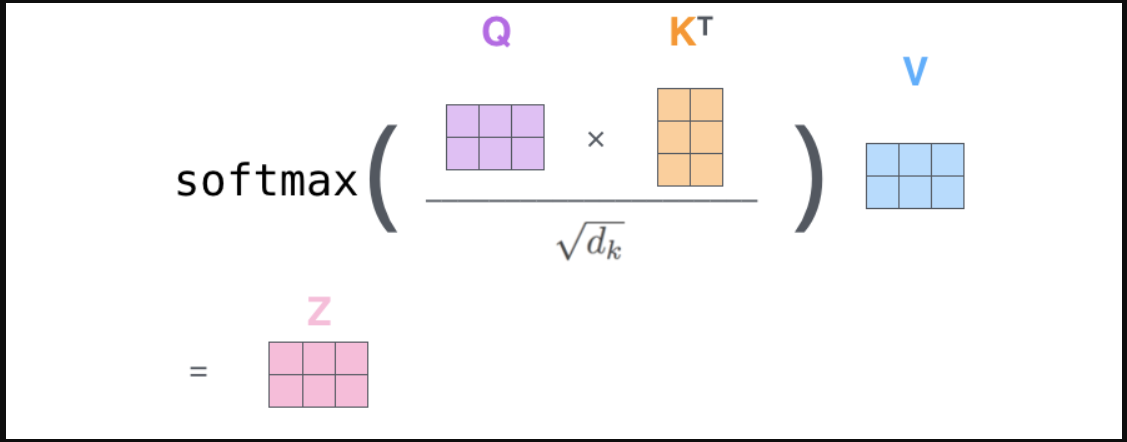 Q Kᵀ
V
softmax( × )
√dₖ
Z
=